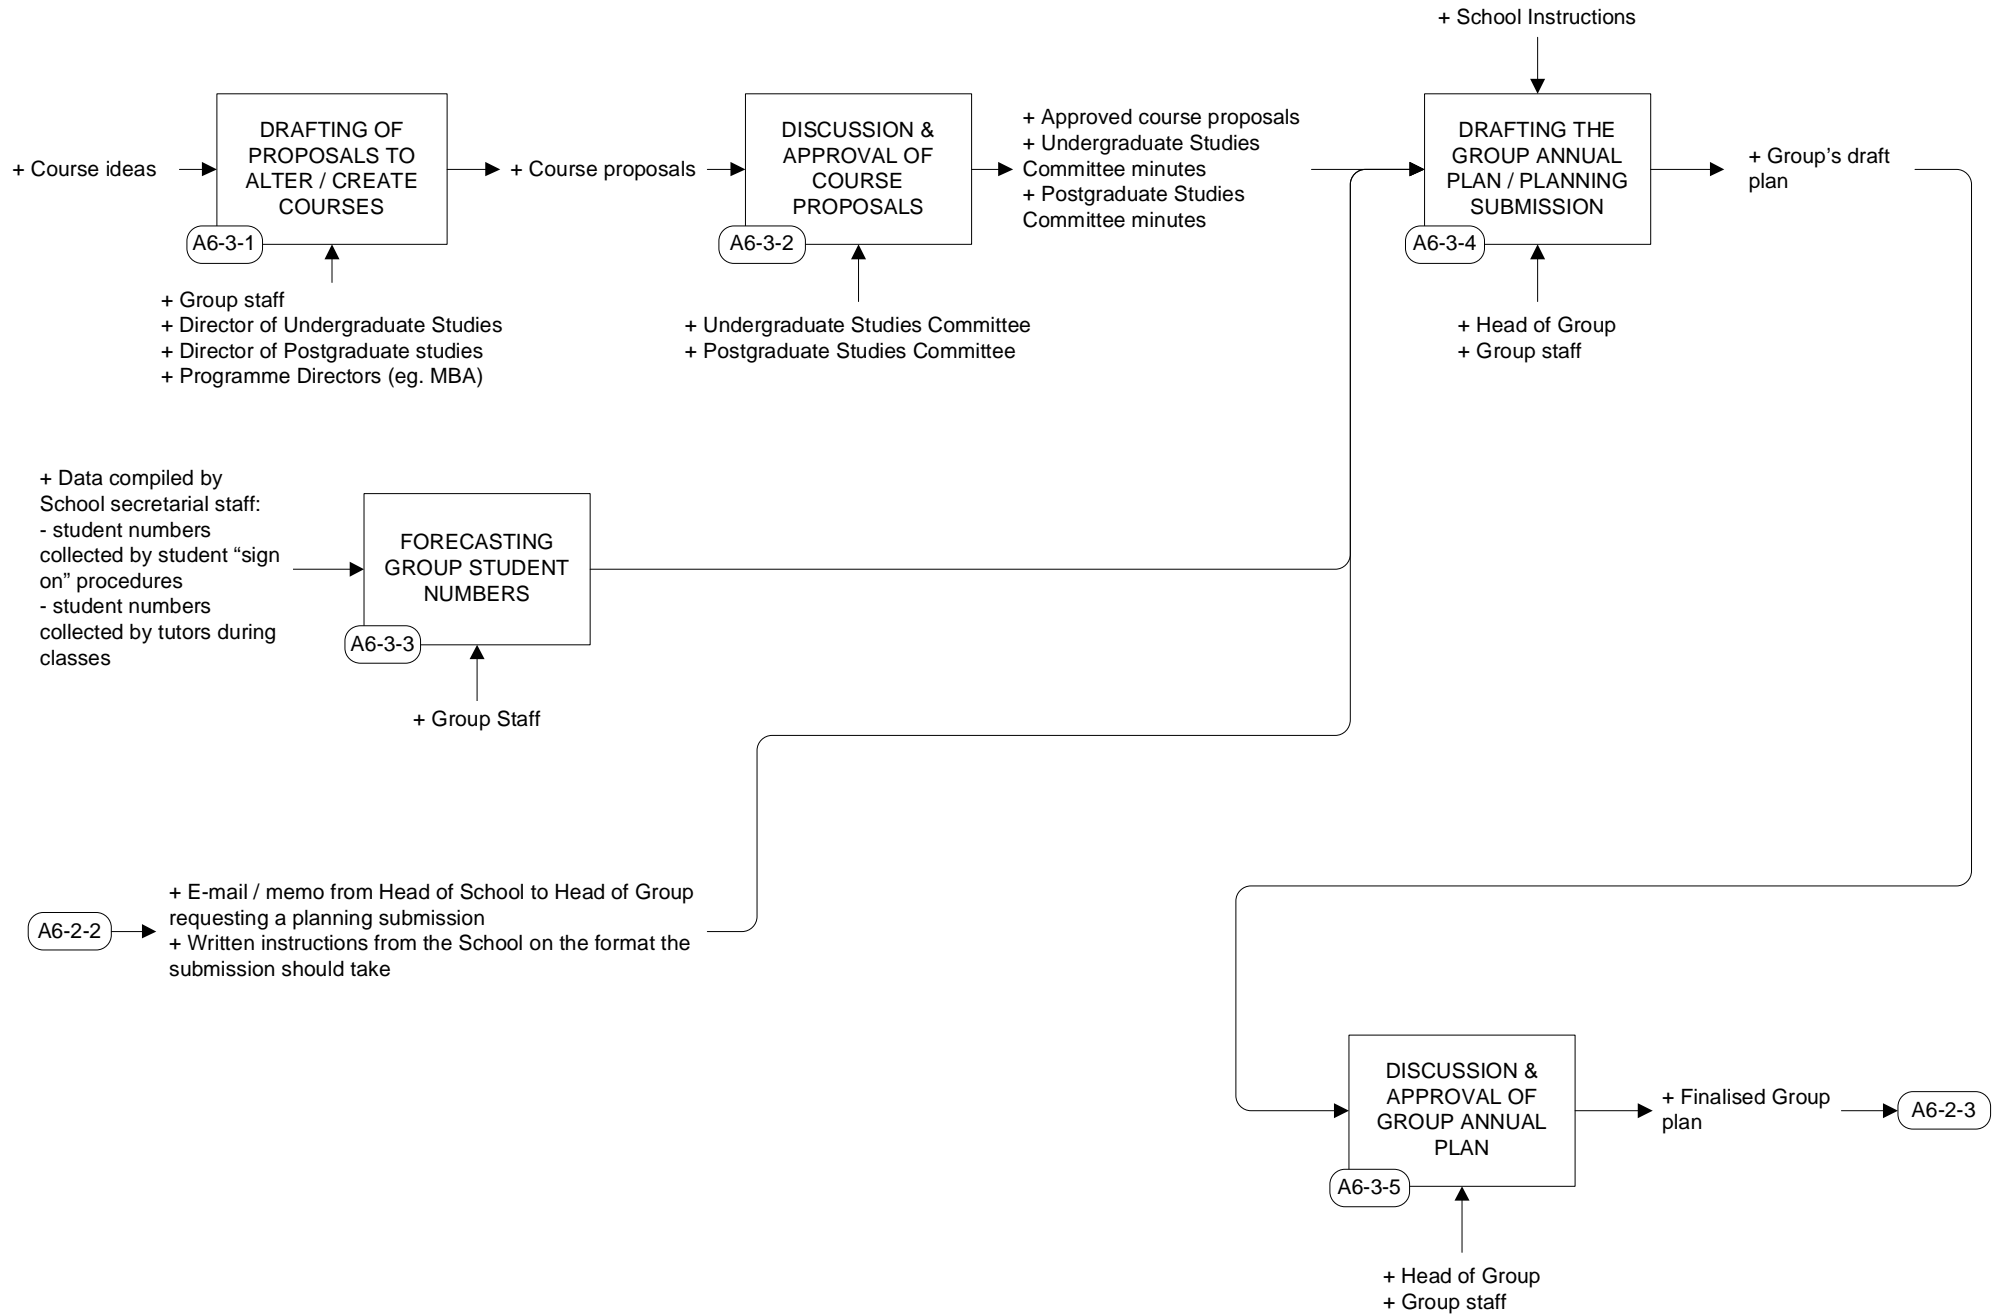 + School Instructions
+ Course ideas
DRAFTING OF
PROPOSALS TO
ALTER / CREATE
COURSES
A6-3-1
+ Group staff
+ Director of Undergraduate Studies
+ Director of Postgraduate studies
+ Programme Directors (eg. MBA)
+ Course proposals
DISCUSSION &
APPROVAL OF
COURSE
PROPOSALS
A6-3-2
+ Undergraduate Studies Committee
+ Postgraduate Studies Committee
+ Approved course proposals
+ Undergraduate Studies
Committee minutes
+ Postgraduate Studies
Committee minutes
DRAFTING THE
GROUP ANNUAL
PLAN / PLANNING
SUBMISSION
A6-3-4
+ Head of Group
+ Group staff
+ Group’s draft
plan
+ Data compiled by
School secretarial staff:
- student numbers
collected by student “sign
on” procedures
- student numbers
collected by tutors during
classes
FORECASTING
GROUP STUDENT
NUMBERS
A6-3-3
+ Group Staff
A6-2-2
+ E-mail / memo from Head of School to Head of Group
requesting a planning submission
+ Written instructions from the School on the format the
submission should take
DISCUSSION &
APPROVAL OF
GROUP ANNUAL
PLAN
A6-3-5
+ Head of Group
+ Group staff
+ Finalised Group
plan
A6-2-3